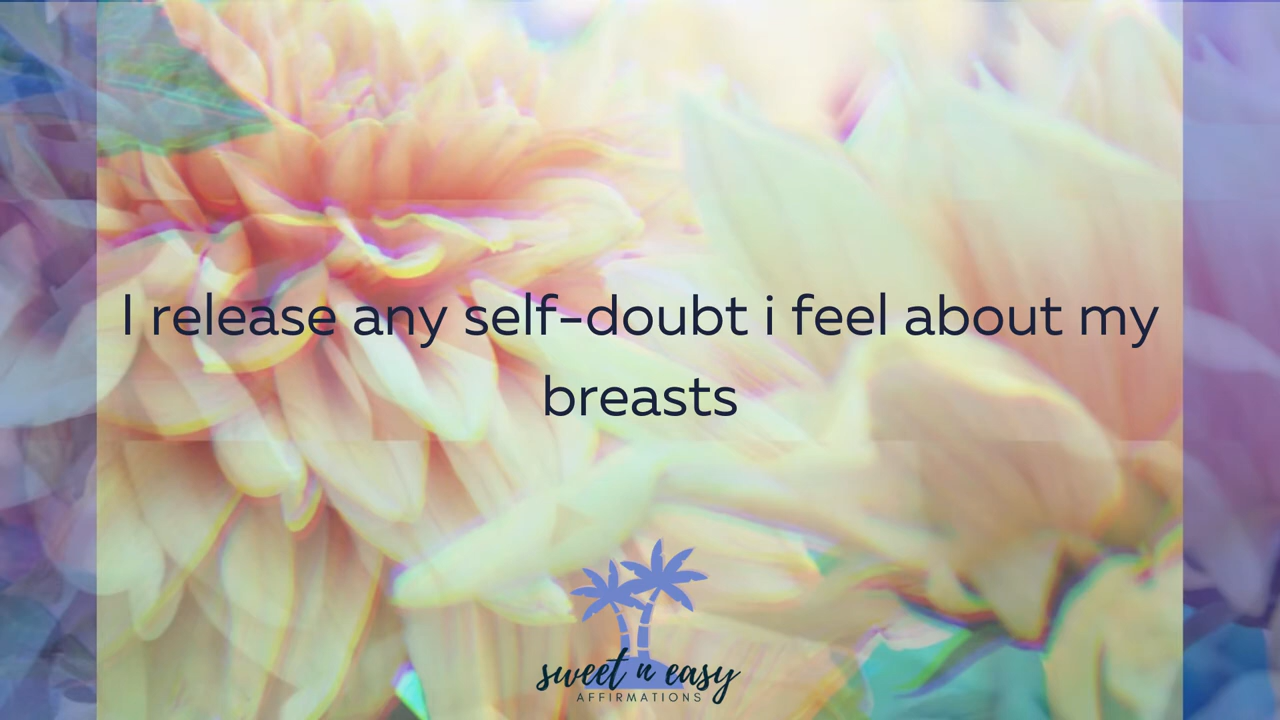 I release any self-doubt i feel about my
breasts
sweet n easy
AFFIRMATIONS